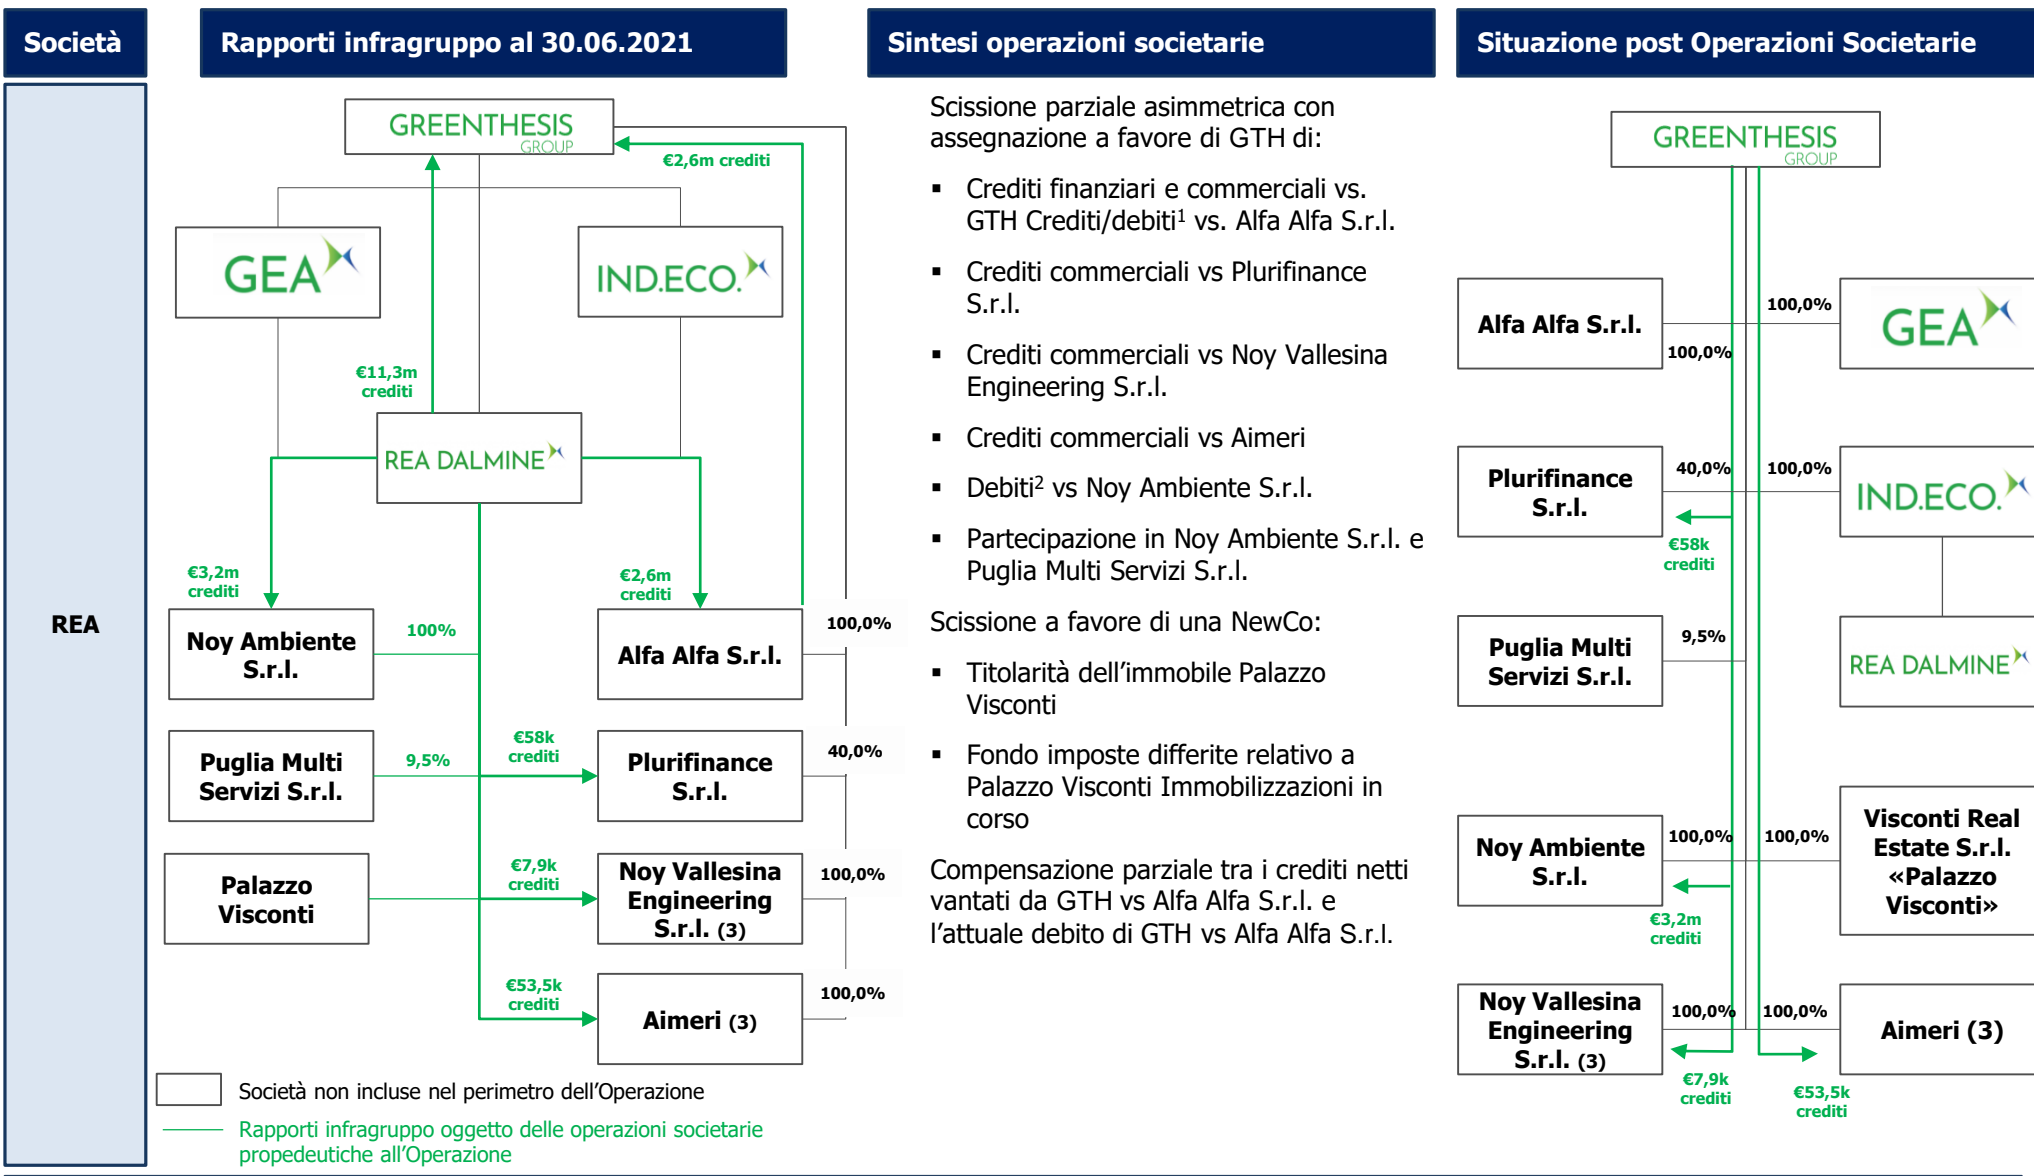 Società
Rapporti infragruppo al 30.06.2021
Sintesi operazioni societarie
Situazione post Operazioni Societarie
REA
GREENTHESIS
GROUP
€2,6m crediti
GEA
IND.ECO.
€11,3m
crediti
REA DALMINE
€3,2m
crediti
€2,6m
crediti
Noy Ambiente
S.r.l.
100%
Alfa Alfa S.r.l.
100,0%
Puglia Multi
Servizi S.r.l.
9,5%
€58k
crediti
Plurifinance
S.r.l.
40,0%
Palazzo
Visconti
€7,9k
crediti
Noy Vallesina
Engineering
S.r.l. (3)
100,0%
€53,5k
crediti
Aimeri (3)
100,0%
Società non incluse nel perimetro dell'Operazione
Rapporti infragruppo oggetto delle operazioni societarie
propedeutiche all'Operazione
Scissione parziale asimmetrica con
assegnazione a favore di GTH di:
▪ Crediti finanziari e commerciali vs.
GTH Crediti/debiti¹ vs. Alfa Alfa S.r.l.
▪ Crediti commerciali vs Plurifinance
S.r.l.
▪ Crediti commerciali vs Noy Vallesina
Engineering S.r.l.
▪ Crediti commerciali vs Aimeri
▪ Debiti² vs Noy Ambiente S.r.l.
▪ Partecipazione in Noy Ambiente S.r.l. e
Puglia Multi Servizi S.r.l.
Scissione a favore di una NewCo:
▪ Titolarità dell'immobile Palazzo
Visconti
▪ Fondo imposte differite relativo a
Palazzo Visconti Immobilizzazioni in
corso
Compensazione parziale tra i crediti netti
vantati da GTH vs Alfa Alfa S.r.l. e
l'attuale debito di GTH vs Alfa Alfa S.r.l.
GREENTHESIS
GROUP
Alfa Alfa S.r.l.
100,0%
100,0%
GEA
Plurifinance
S.r.l.
40,0%
100,0%
IND.ECO.
€58k
crediti
Puglia Multi
Servizi S.r.l.
9,5%
REA DALMINE
Noy Ambiente
S.r.l.
100,0%
100,0%
Visconti Real
Estate S.r.l.
«Palazzo
Visconti»
€3,2m
crediti
Noy Vallesina
Engineering
S.r.l. (3)
100,0%
100,0%
Aimeri (3)
€7,9k
crediti
€53,5k
crediti